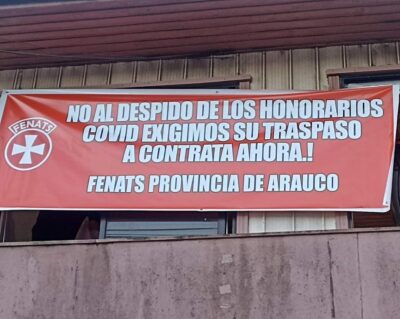 FENATS
NO AL DESPIDO DE LOS HONORARIOS
COVID EXIGIMOS SU TRASPASO
A CONTRATA AHORA.!
FENATS PROVINCIA DE ARAUCO